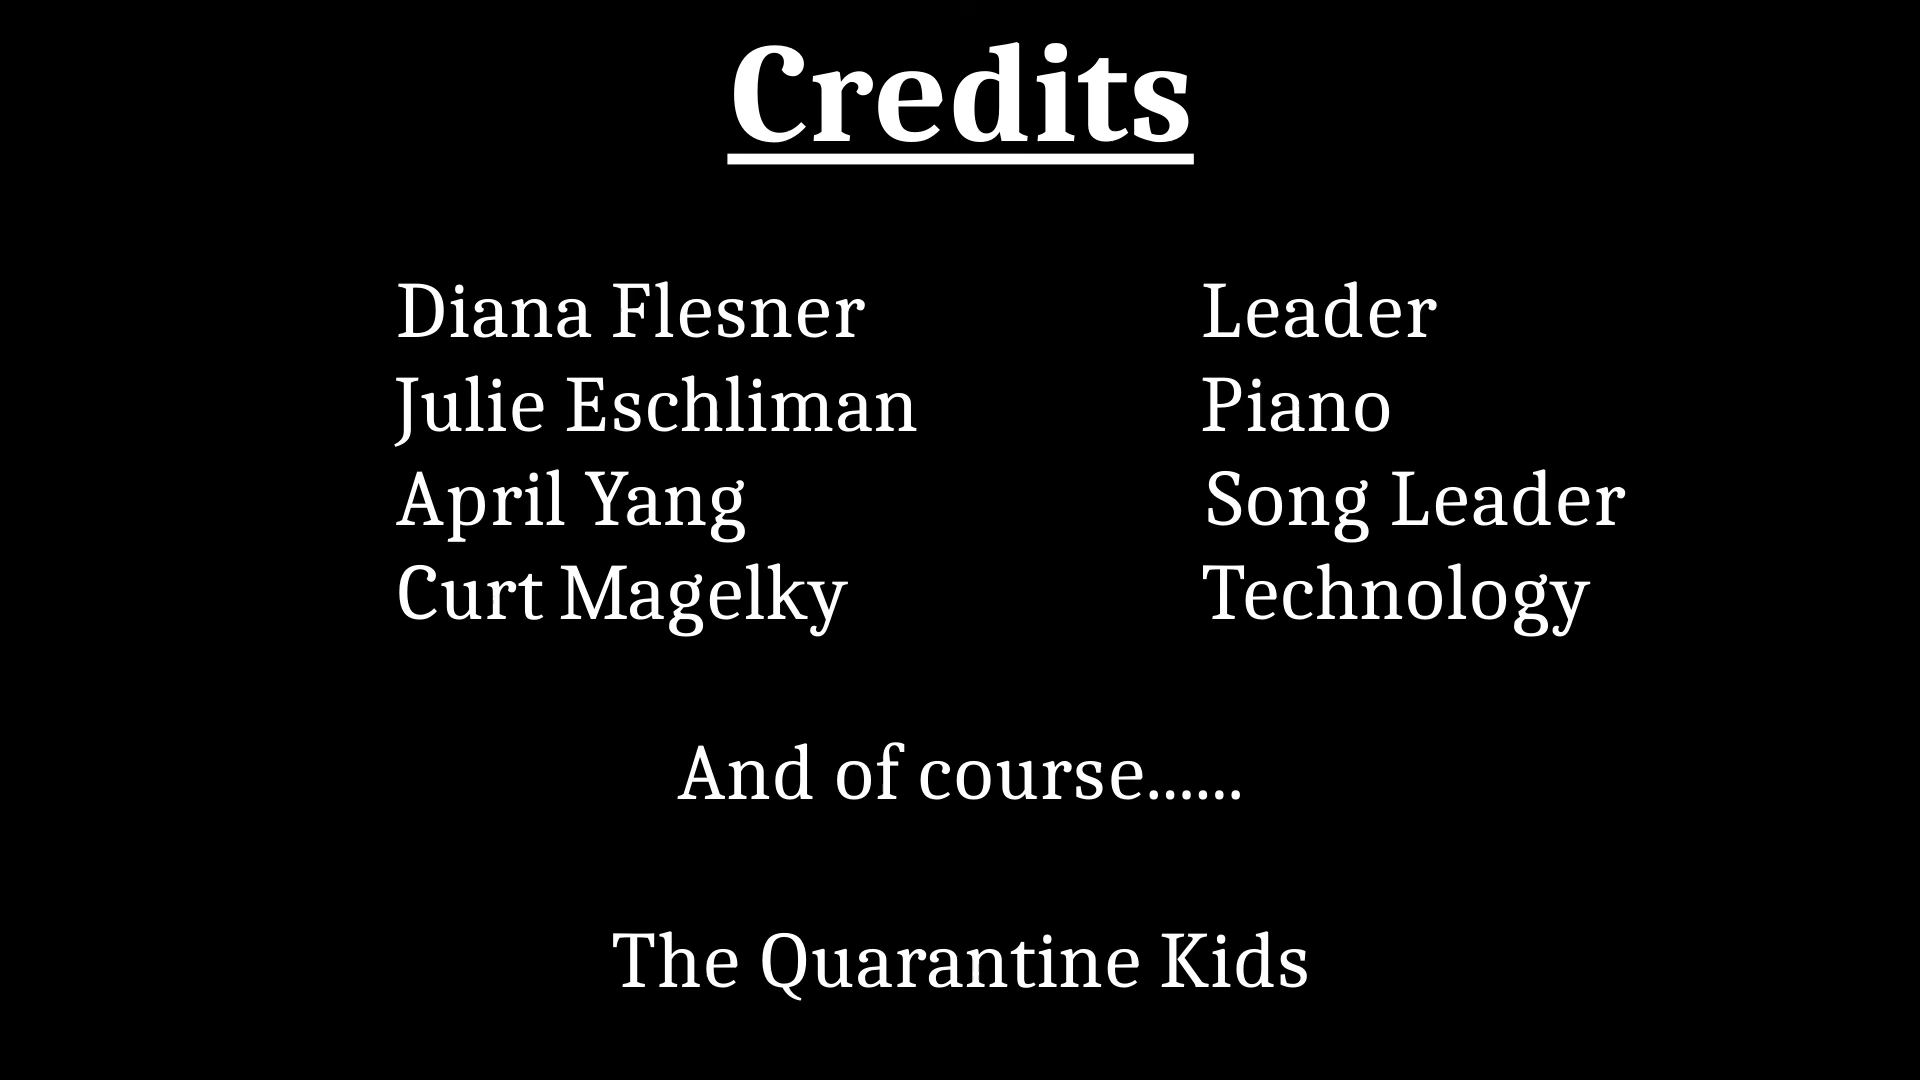 Credits
Diana Flesner Leader
Julie Eschliman Piano
April Yang Song Leader
Curt Magelky Technology
And of course......
The Quarantine Kids